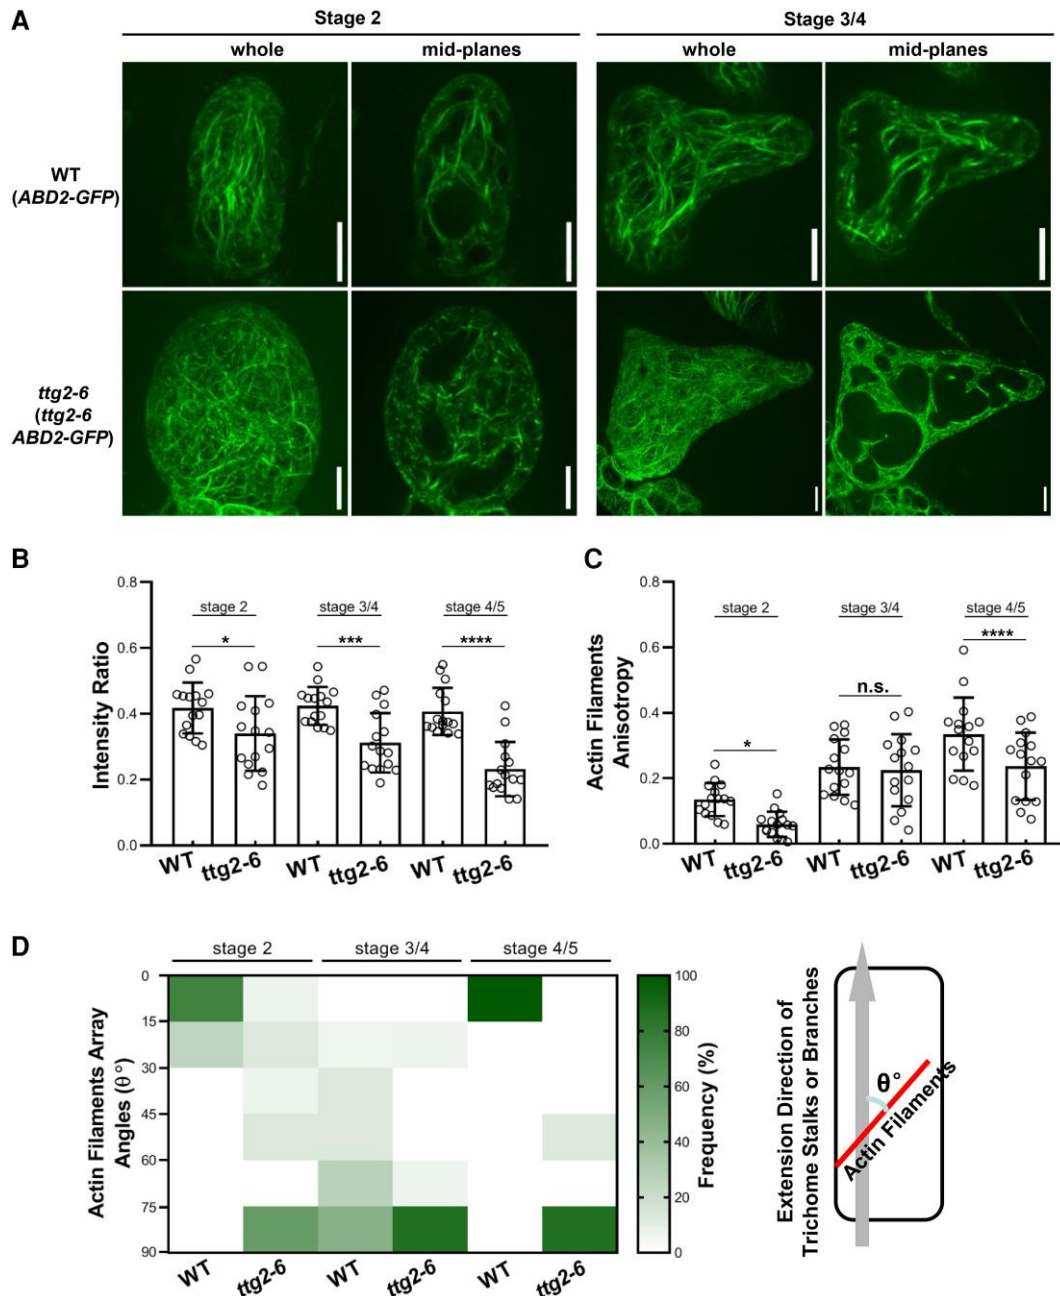 A
Stage 2
Stage 3/4
whole
mid-planes
whole
mid-planes
WT
(ABD2-GFP)
ttg2-6
(ttg2-6
ABD2-GFP)
B
Intensity Ratio
0.8
0.6
0.4
0.2
0.0
stage 2
stage 3/4
stage 4/5
*
***
****
WT
ttg2-6
WT
ttg2-6
WT
ttg2-6
C
Actin Filaments
Anisotropy
0.8
0.6
0.4
0.2
0.0
stage 2
stage 3/4
stage 4/5
*
n.s.
****
WT
ttg2-6
WT
ttg2-6
WT
ttg2-6
D
stage 2
stage 3/4
stage 4/5
Actin Filaments Array
Angles (θ°)
0
15
30
45
60
75
90
WT
ttg2-6
WT
ttg2-6
WT
ttg2-6
100
80
60
40
20
0
Frequency (%)
Extension Direction of
Trichome Stalks or Branches
θ°
Actin Filaments